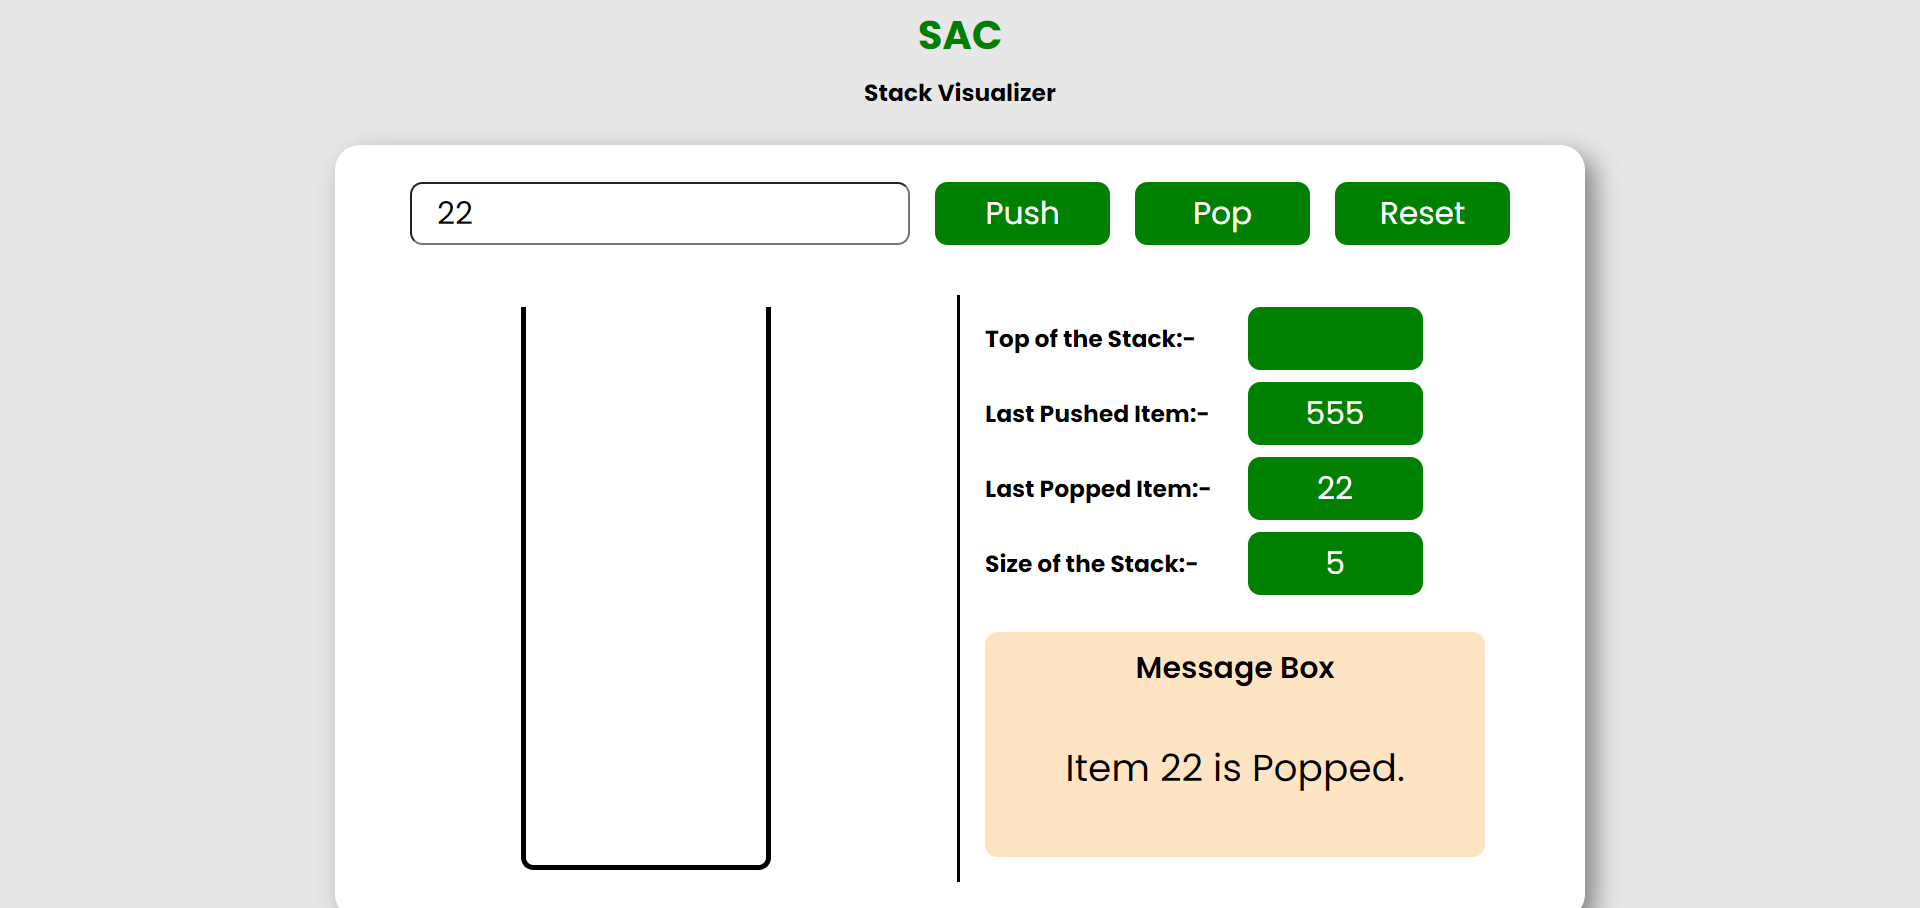 SAC
Stack Visualizer
22
Push
Pop
Reset
Top of the Stack:-
Last Pushed Item:-
555
Last Popped Item:-
22
Size of the Stack:-
5
Message Box
Item 22 is Popped.